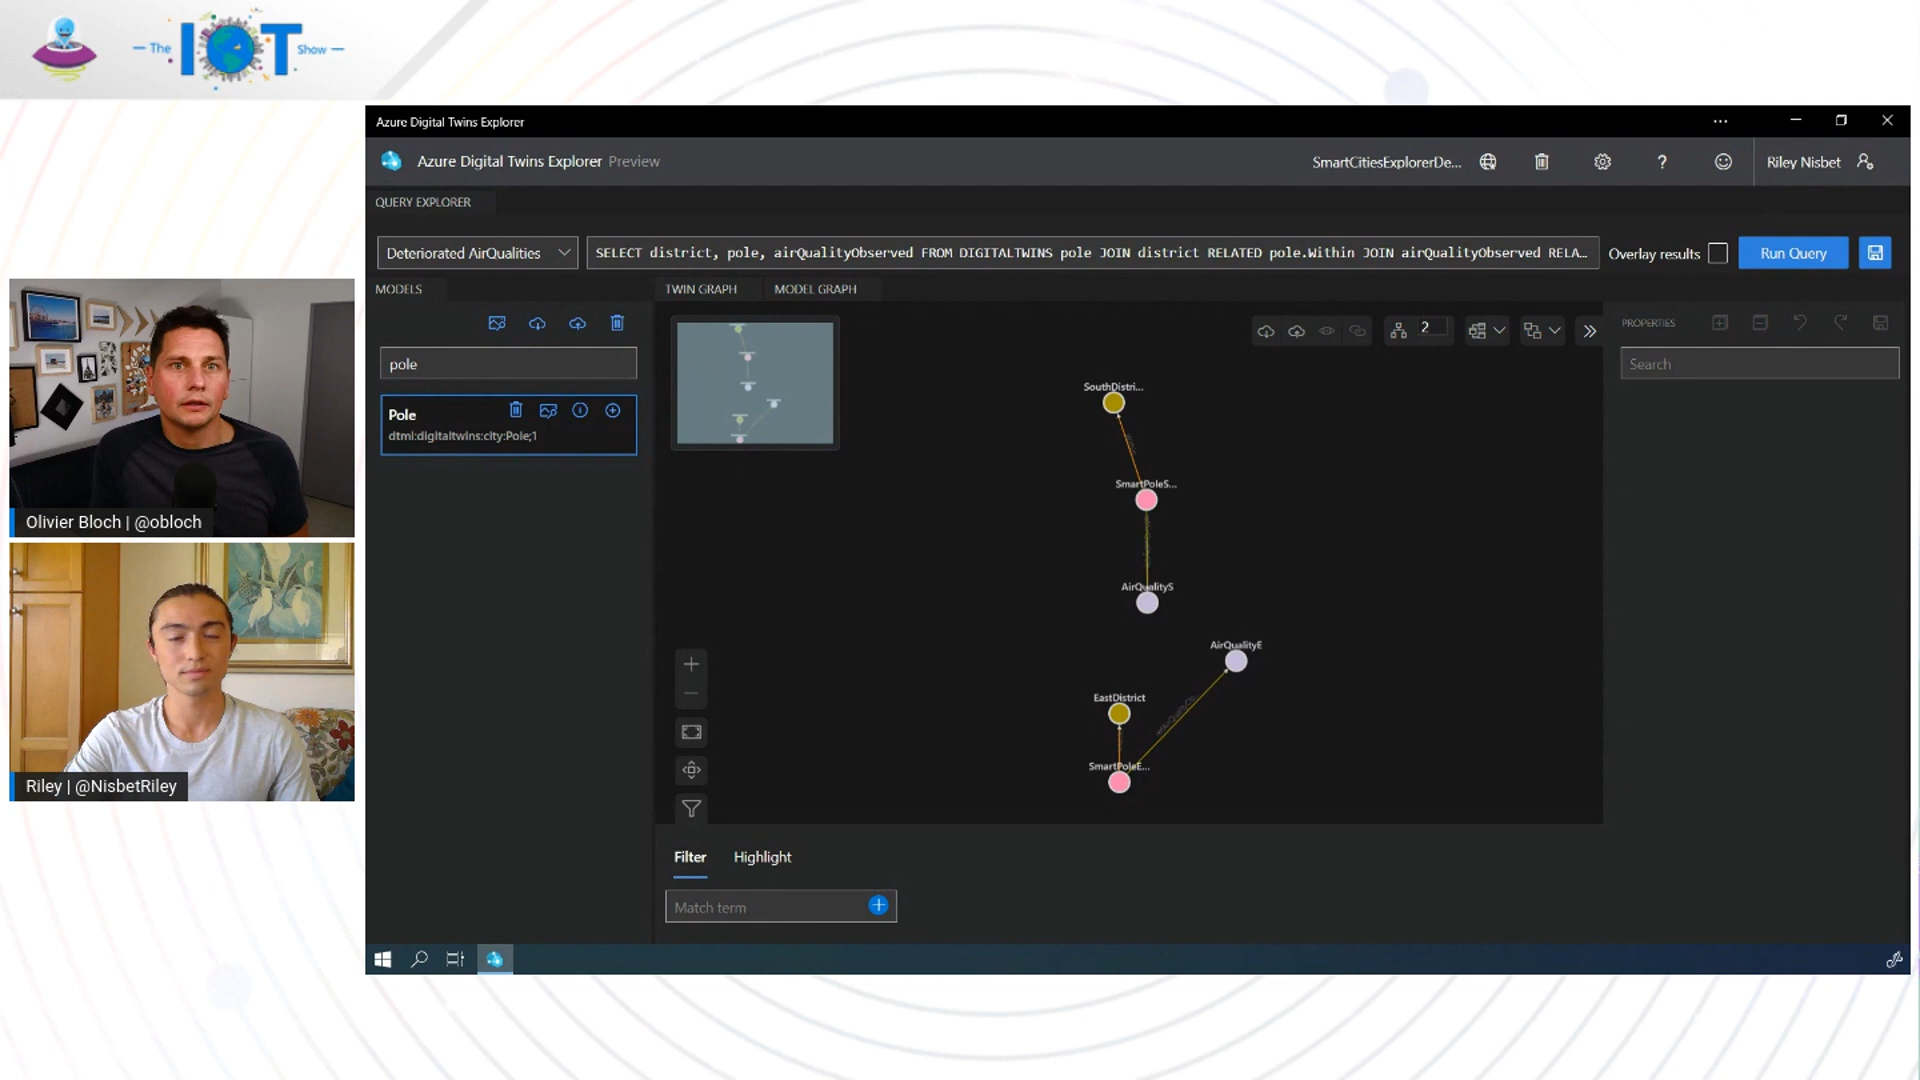 The IOT Show
Azure Digital Twins Explorer
Azure Digital Twins Explorer Preview
SmartCitiesExplorerDe...
?
Riley Nisbet
QUERY EXPLORER
Deteriorated AirQualities
SELECT district, pole, airQualityObserved FROM DIGITALTWINS pole JOIN district RELATED pole.Within JOIN airQualityObserved RELA…
Overlay results
Run Query
MODELS
TWIN GRAPH
MODEL GRAPH
2
PROPERTIES
pole
Search
Pole
dtmi:digitaltwins:city:Pole;1
SouthDistri...
SmartPoleS...
AirQualityS
AirQualityE
EastDistrict
SmartPoleE...
Olivier Bloch | @obloch
Riley | @NisbetRiley
Filter
Highlight
Match term